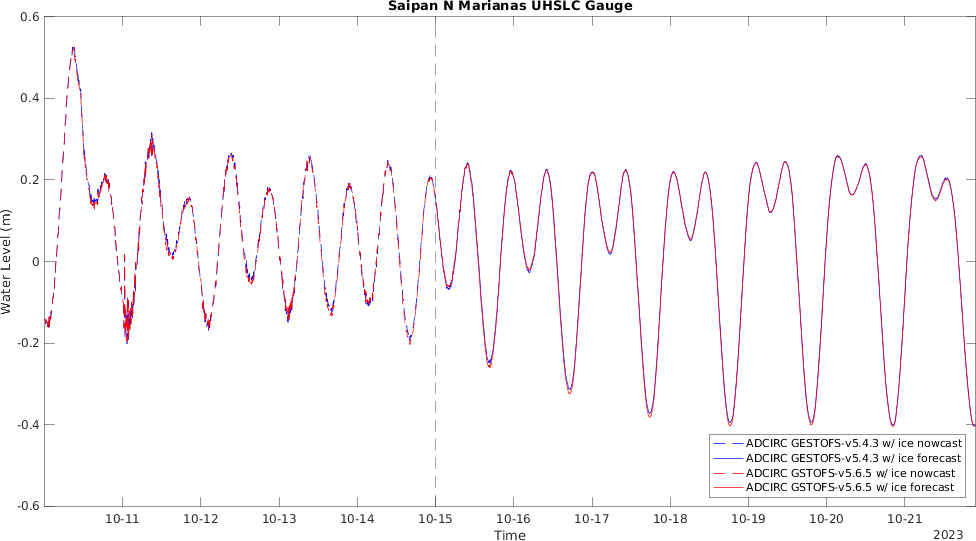 Saipan N Marianas UHSLC Gauge
0.6
0.4
0.2
0
-0.2
-0.4
-0.6
Water Level (m)
ADCIRC GESTOFS-v5.4.3 w/ ice nowcast
ADCIRC GESTOFS-v5.4.3 w/ ice forecast
ADCIRC GSTOFS-v5.6.5 w/ ice nowcast
ADCIRC GSTOFS-v5.6.5 w/ ice forecast
10-11 10-12 10-13 10-14 10-15 10-16 10-17 10-18 10-19 10-20 10-21
Time
2023